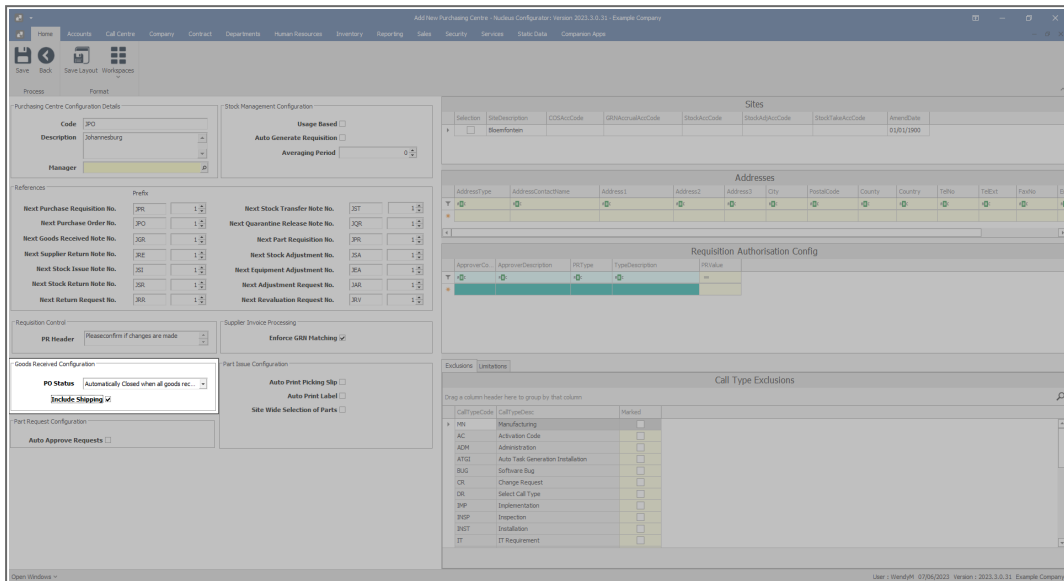 Add New Purchasing Centre - Nucleus Configurator: Version 2023.3.0.31 - Example Company
Home Accounts Call Centre Company Contract Departments Human Resources Inventory Reporting Sales Security Services Static Data Companion Apps
Save Back Save Layout Workspaces
Process Format
Purchasing Centre Configuration Details
Code JPO
Description Johannesburg
Manager
Stock Management Configuration
Usage Based
Auto Generate Requisition
Averaging Period 0
References
Prefix
Next Purchase Requisition No. JPR 1
Next Purchase Order No. JPO 1
Next Goods Received Note No. JGR 1
Next Supplier Return Note No. JRE 1
Next Stock Issue Note No. JSI 1
Next Stock Return Note No. JSR 1
Next Return Request No. JRR 1
Next Stock Transfer Note No. JST 1
Next Quarantine Release Note No. JQR 1
Next Part Requisition No. JPR 1
Next Stock Adjustment No. JSA 1
Next Equipment Adjustment No. JEA 1
Next Adjustment Request No. JAR 1
Next Revaluation Request No. JRV 1
Requisition Control
PR Header Pleaseconfirm if changes are made
Supplier Invoice Processing
Enforce GRN Matching
Goods Received Configuration
PO Status Automatically Closed when all goods rec...
Include Shipping
Part Issue Configuration
Auto Print Picking Slip
Auto Print Label
Site Wide Selection of Parts
Part Request Configuration
Auto Approve Requests
Sites
Selection SiteDescription COSAccCode GRNAccrualAccCode StockAccCode StockAdjAccCode StockTakeAccCode AmendDate
Bloemfontein 01/01/1900
Addresses
AddressType AddressContactName Address1 Address2 Address3 City PostalCode County Country TelNo TelExt FaxNo
Requisition Authorisation Config
ApproverCo... ApproverDescription PRType TypeDescription PRValue
Exclusions Limitations
Call Type Exclusions
Drag a column header here to group by that column
CallTypeCode CallTypeDesc Marked
MN Manufacturing
AC Activation Code
ADM Administration
ATGI Auto Task Generation Installation
BUG Software Bug
CR Change Request
DR Select Call Type
IMP Implementation
INSP Inspection
INST Installation
IT IT Requirement
Open Windows
User : WendyM 07/06/2023 Version : 2023.3.0.31 Example Company